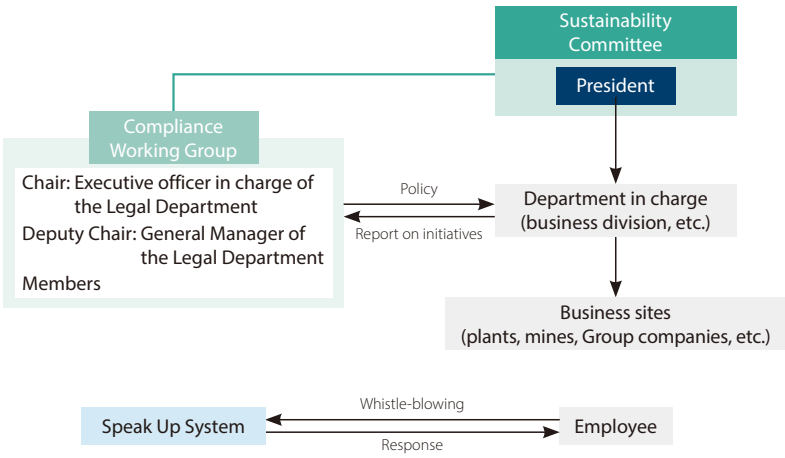 Sustainability
Committee
President
Compliance
Working Group
Chair: Executive officer in charge of
the Legal Department
Deputy Chair: General Manager of
the Legal Department
Members
Policy
Report on initiatives
Department in charge
(business division, etc.)
Business sites
(plants, mines, Group companies, etc.)
Speak Up System
Whistle-blowing
Response
Employee